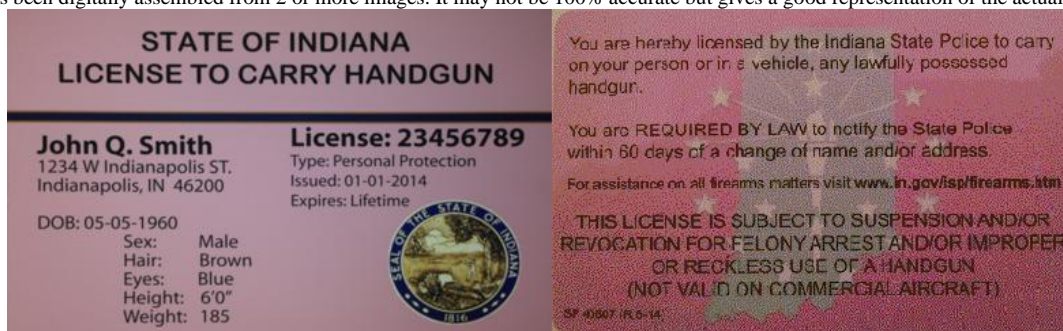 s been digitally assembled from 2 or more images. It may not be 100% accurate but gives a good representation of the actual
STATE OF INDIANA
LICENSE TO CARRY HANDGUN
John Q. Smith
1234 W Indianapolis ST.
Indianapolis, IN 46200
DOB: 05-05-1960
Sex: Male
Hair: Brown
Eyes: Blue
Height: 6'0"
Weight: 185
License: 23456789
Type: Personal Protection
Issued: 01-01-2014
Expires: Lifetime
SEAL OF THE STATE OF INDIANA
1816
You are hereby licensed by the Indiana State Police to carry
on your person or in a vehicle, any lawfully possessed
handgun.
You are REQUIRED BY LAW to notify the State Police
within 60 days of a change of name and/or address.
For assistance on all firearms matters visit www.in.gov/isp/firearms.htm
THIS LICENSE IS SUBJECT TO SUSPENSION AND/OR
REVOCATION FOR FELONY ARREST AND/OR IMPROPER
OR RECKLESS USE OF A HANDGUN
(NOT VALID ON COMMERCIAL AIRCRAFT)